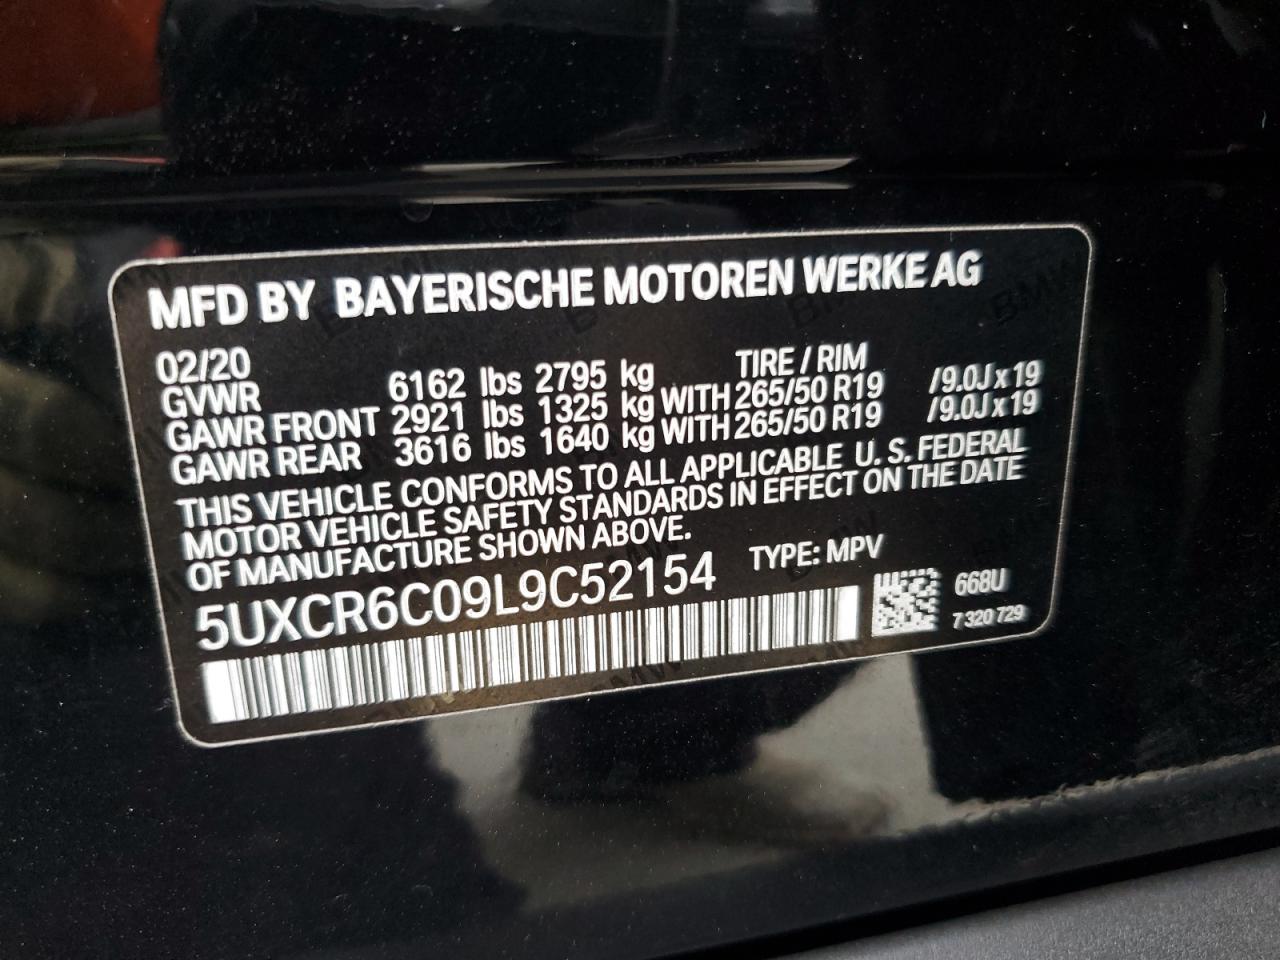 MFD BY BAYERISCHE MOTOREN WERKE AG
02/20 TIRE / RIM
GVWR 6162 lbs 2795 kg
GAWR FRONT 2921 lbs 1325 kg WITH 265/50 R19 /9.0J x 19
GAWR REAR 3616 lbs 1640 kg WITH 265/50 R19 /9.0J x 19
THIS VEHICLE CONFORMS TO ALL APPLICABLE U. S. FEDERAL
MOTOR VEHICLE SAFETY STANDARDS IN EFFECT ON THE DATE
OF MANUFACTURE SHOWN ABOVE.
5UXCR6C09L9C52154 TYPE: MPV
668U
7 320 729